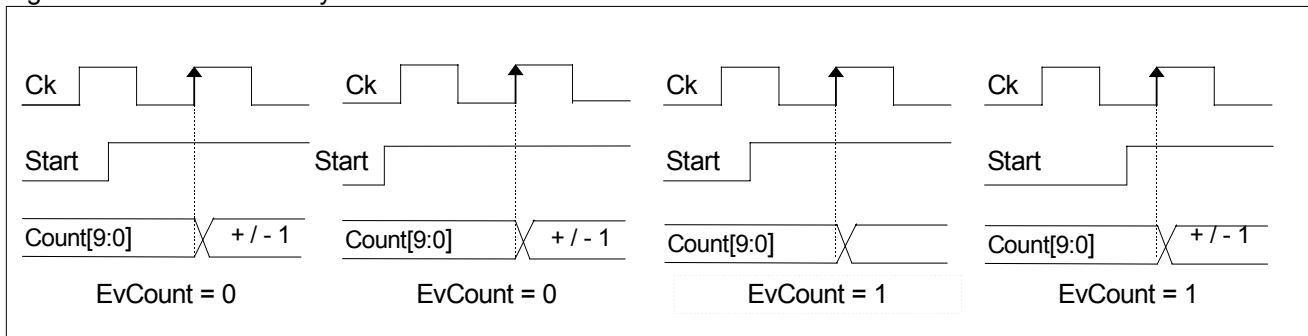 Ck Ck Ck Ck
Start Start Start Start
Count[9:0] + / - 1 Count[9:0] + / - 1 Count[9:0] Count[9:0] + / - 1
EvCount = 0 EvCount = 0 EvCount = 1 EvCount = 1